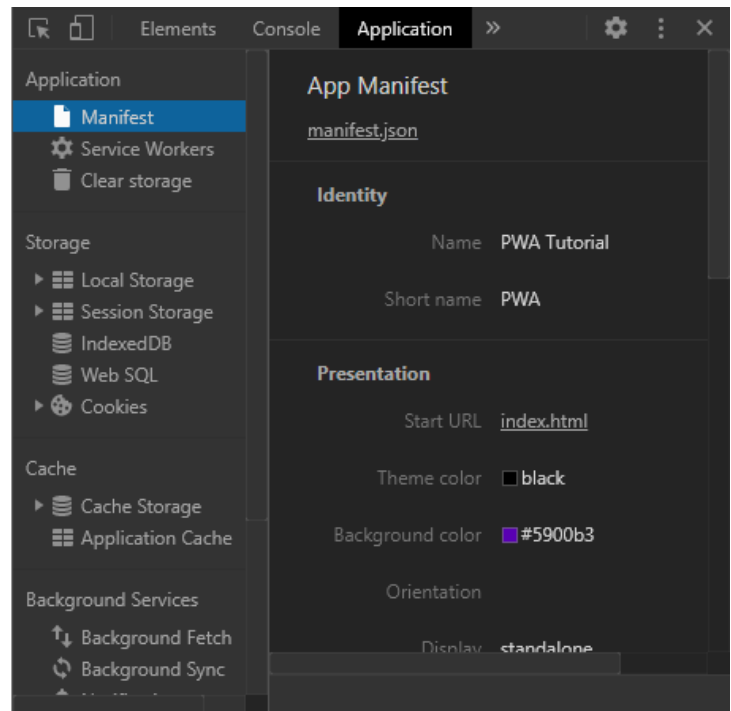 Elements Console Application »
Application
Manifest
Service Workers
Clear storage
Storage
Local Storage
Session Storage
IndexedDB
Web SQL
Cookies
Cache
Cache Storage
Application Cache
Background Services
Background Fetch
Background Sync
App Manifest
manifest.json
Identity
Name PWA Tutorial
Short name PWA
Presentation
Start URL index.html
Theme color black
Background color #5900b3
Orientation
Display standalone